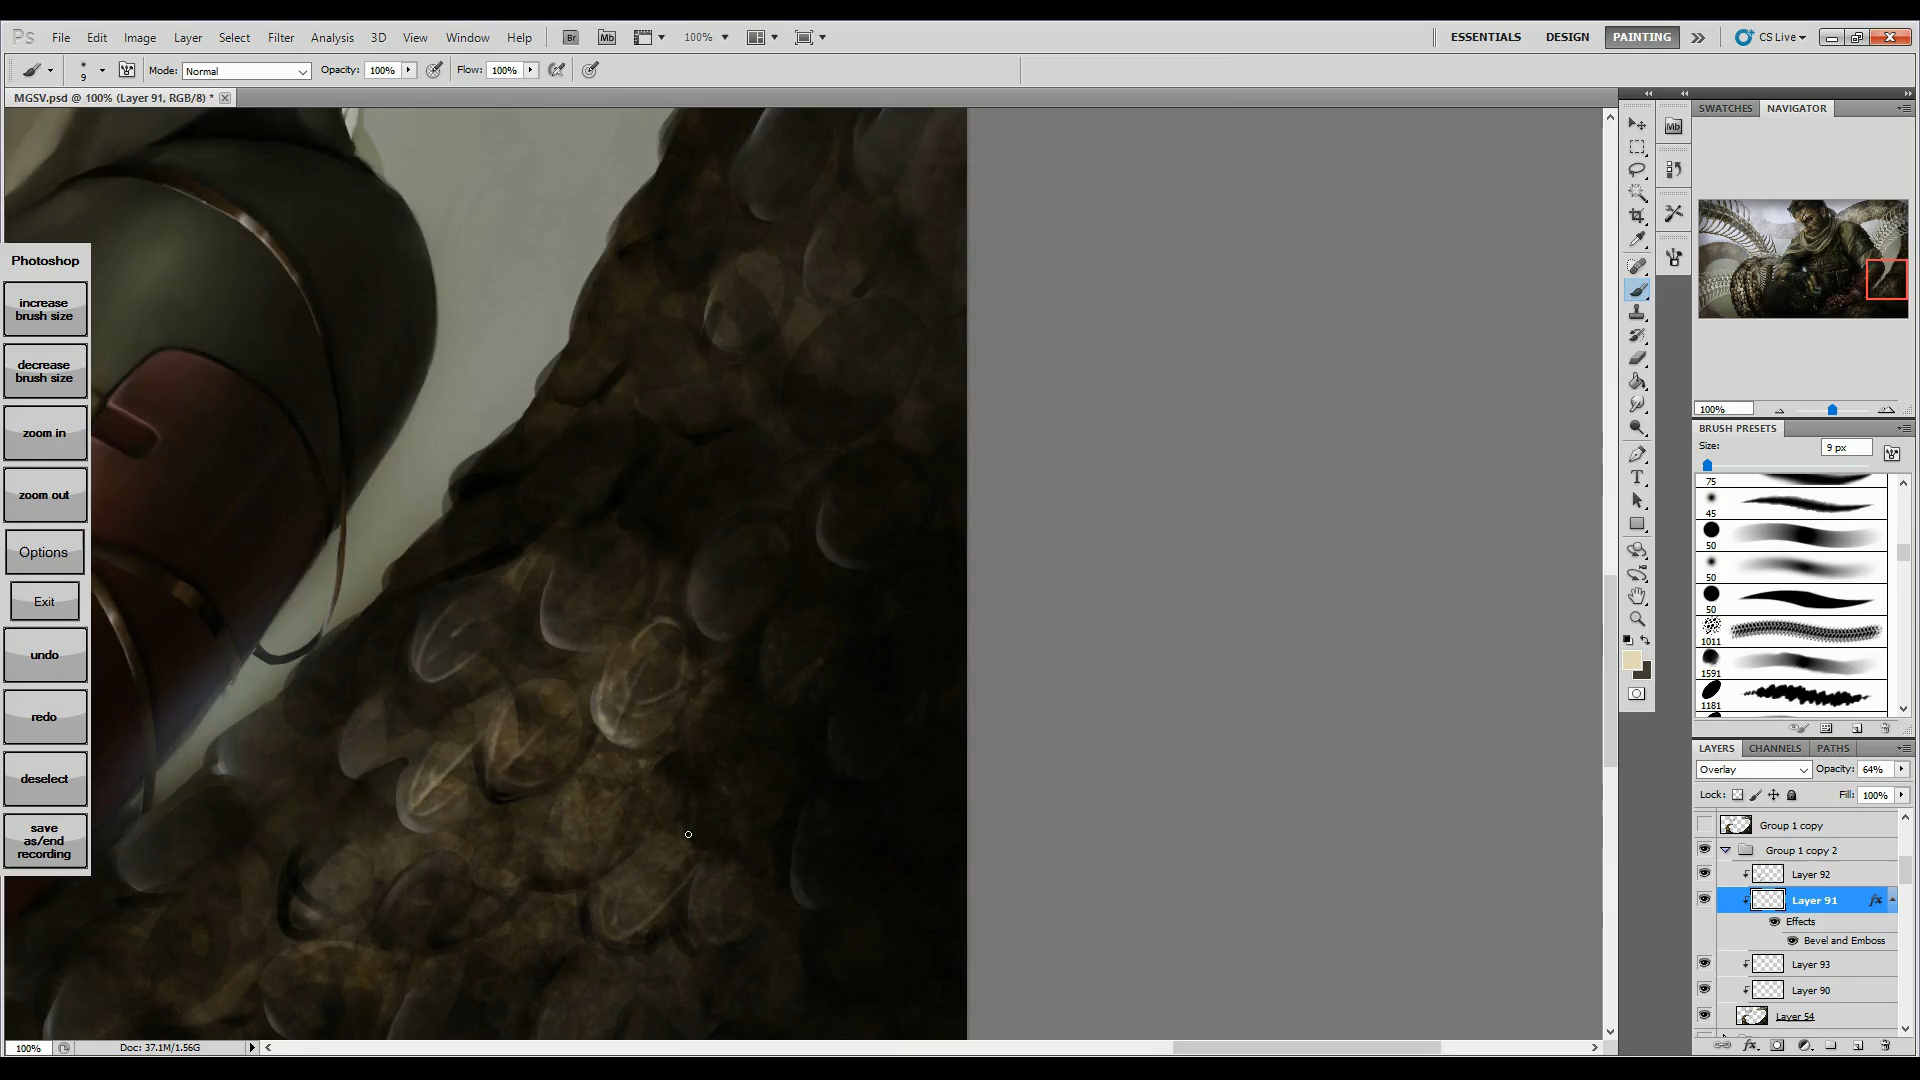 Ps File Edit Image Layer Select Filter Analysis 3D View Window Help Br Mb 100% ESSENTIALS DESIGN PAINTING CS Live
9 Mode: Normal Opacity: 100% Flow: 100%
MGSV.psd @ 100% (Layer 91, RGB/8) *
SWATCHES NAVIGATOR
Mb
Photoshop
increase
brush size
decrease
brush size
zoom in
zoom out
Options
Exit
undo
redo
deselect
save
as/end
recording
100%
BRUSH PRESETS
Size: 9 px
75
45
50
50
50
1011
1591
1181
LAYERS CHANNELS PATHS
Overlay Opacity: 64%
Lock: Fill: 100%
Group 1 copy
Group 1 copy 2
Layer 92
Layer 91 fx
Effects
Bevel and Emboss
Layer 93
Layer 90
Layer 54
100% Doc: 37.1M/1.56G
fx